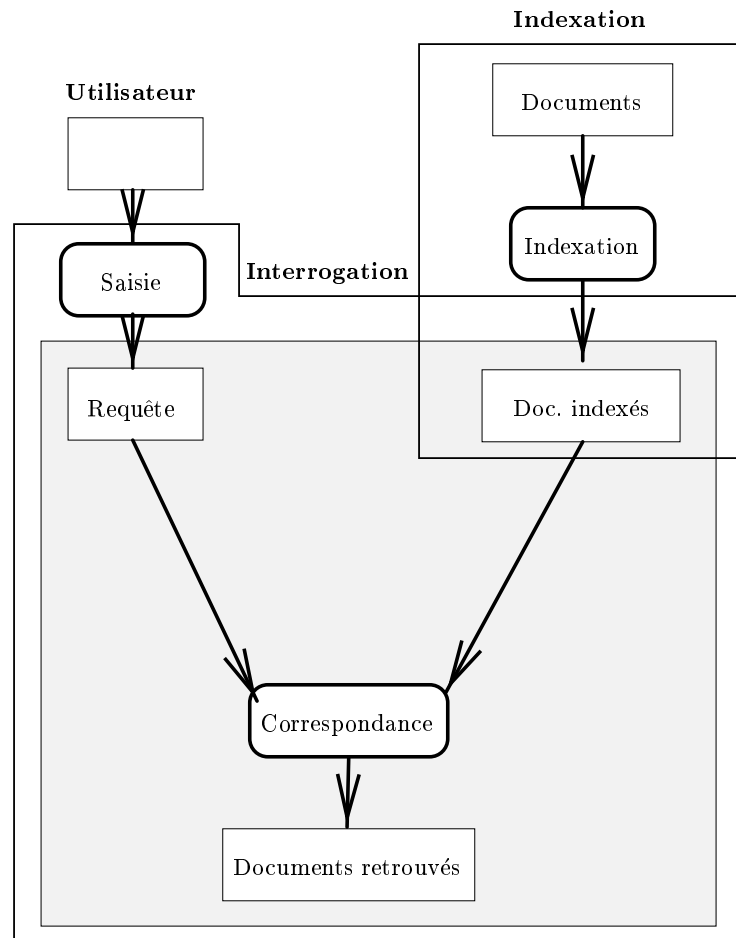 Indexation
Utilisateur
Documents
Indexation
Interrogation
Saisie
Requête
Doc. indexés
Correspondance
Documents retrouvés